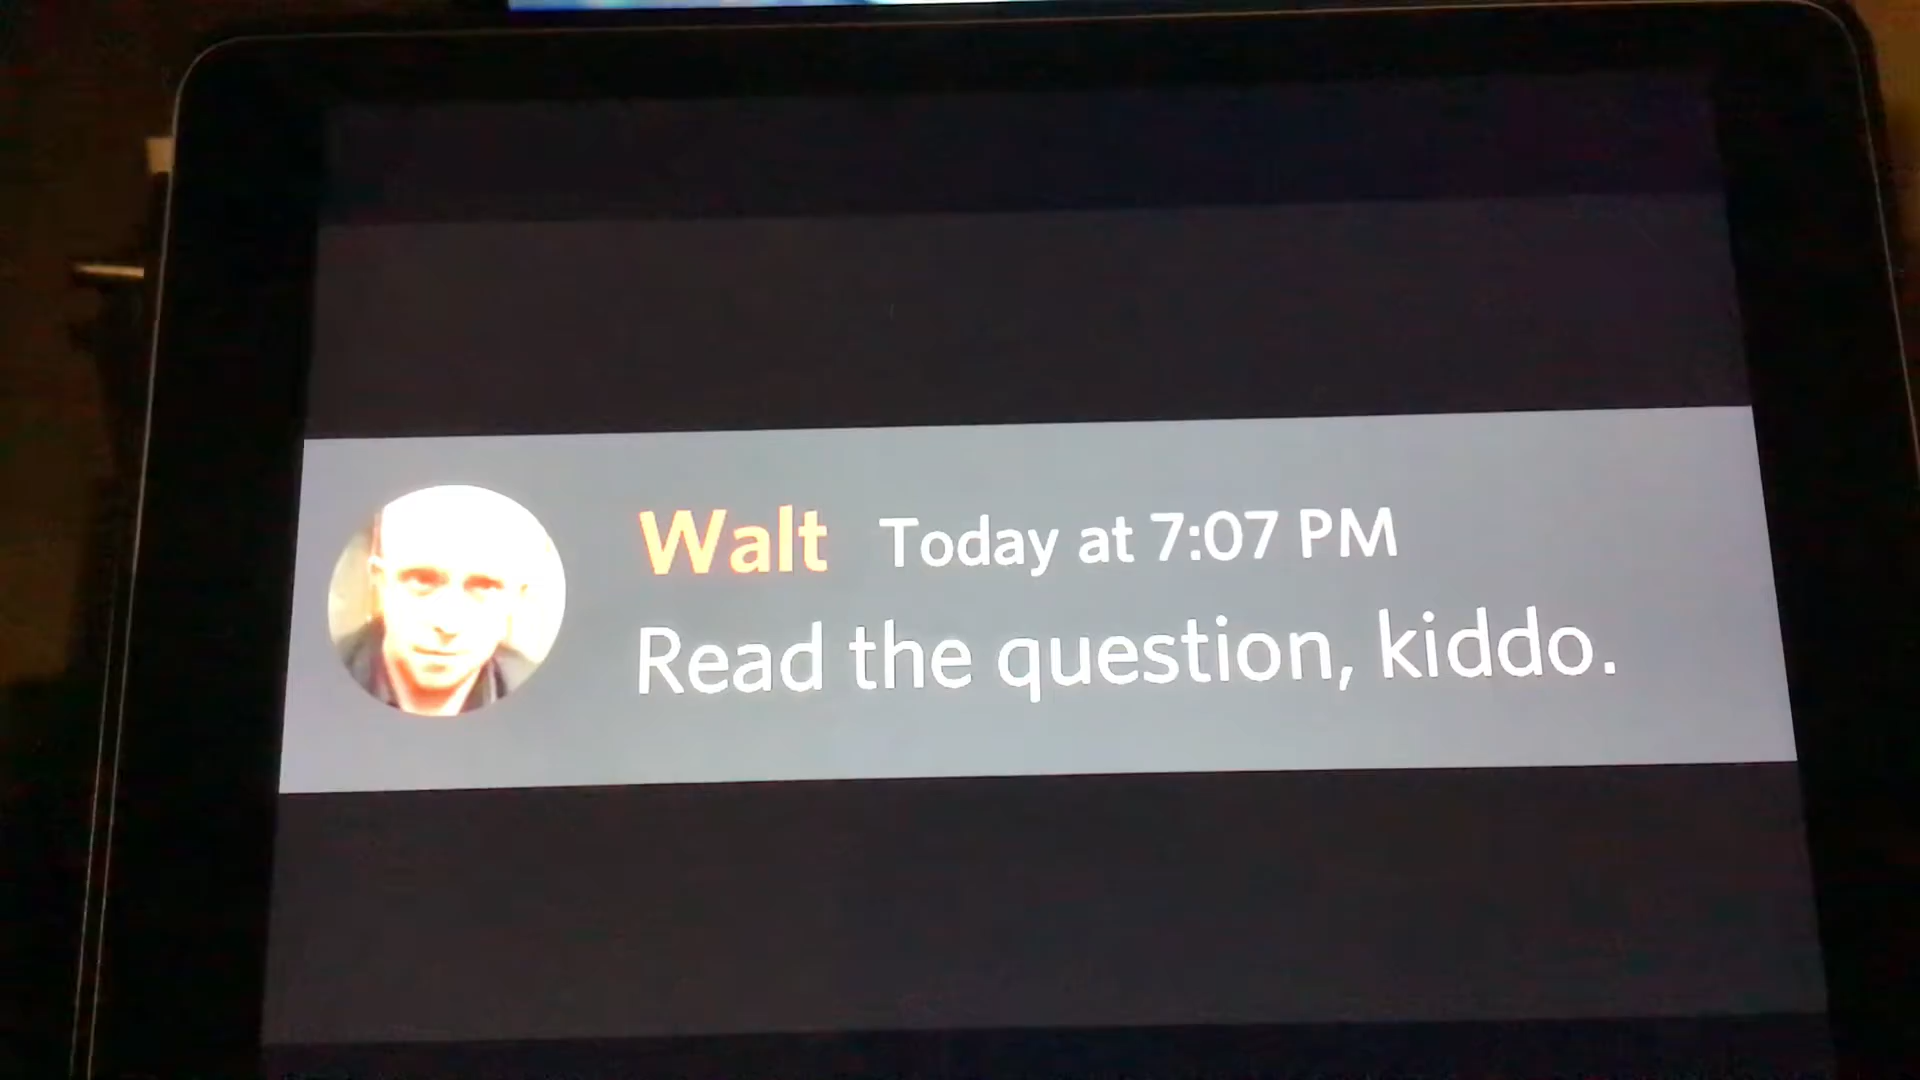 Walt Today at 7:07 PM
Read the question, kiddo.